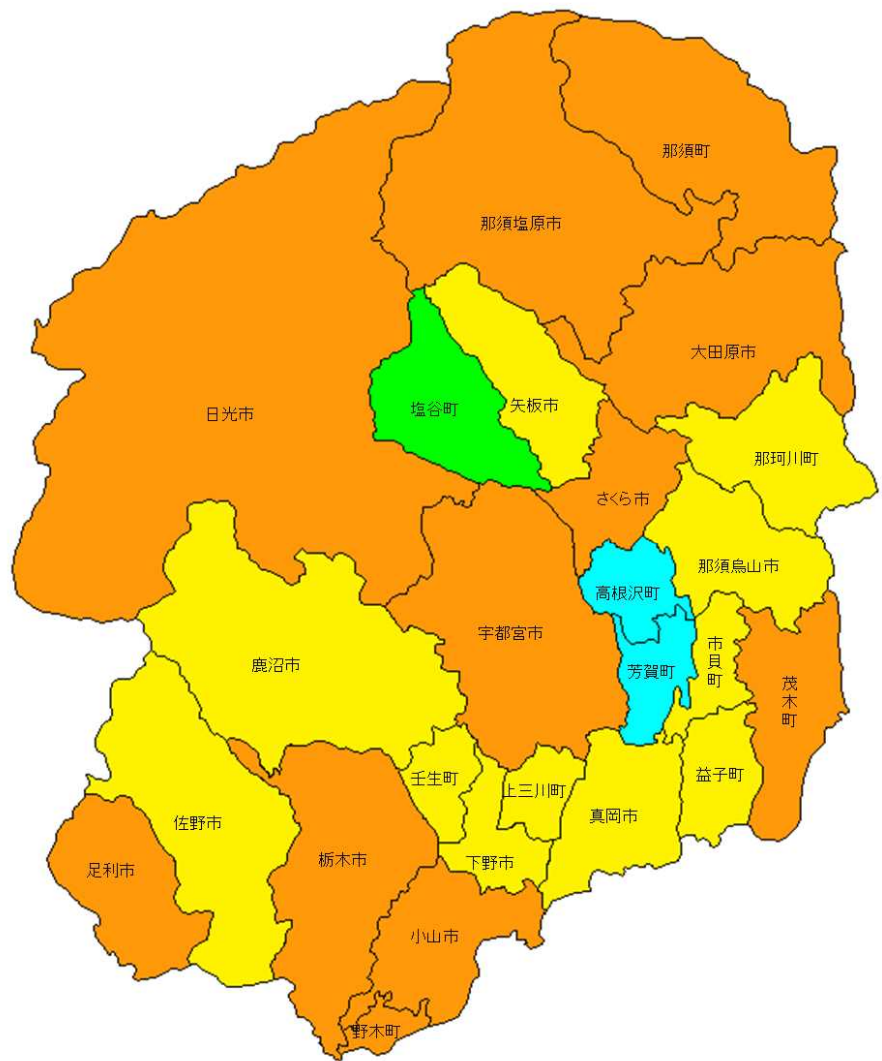 那須町
那須塩原市
大田原市
日光市
塩谷町
矢板市
那珂川町
さくら市
那須烏山市
高根沢町
宇都宮市
市貝町
鹿沼市
芳賀町
茂木町
壬生町
上三川町
益子町
真岡市
佐野市
栃木市
下野市
足利市
小山市
野木町